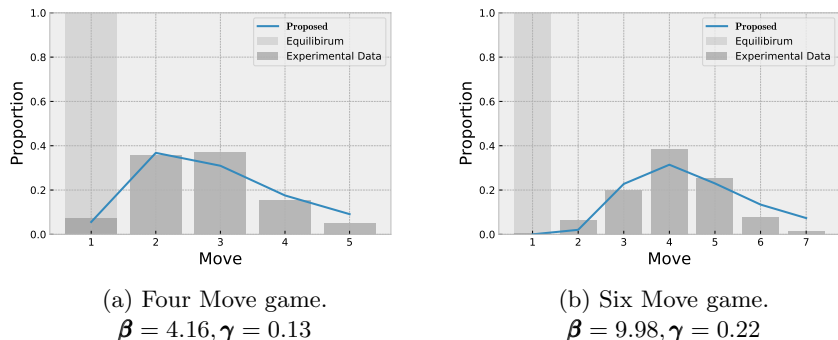 1.0
0.8
0.6
0.4
0.2
0.0
Proportion
1 2 3 4 5
Move
Proposed
Equilibirum
Experimental Data
(a) Four Move game.
β = 4.16, γ = 0.13
1.0
0.8
0.6
0.4
0.2
0.0
Proportion
1 2 3 4 5 6 7
Move
Proposed
Equilibirum
Experimental Data
(b) Six Move game.
β = 9.98, γ = 0.22